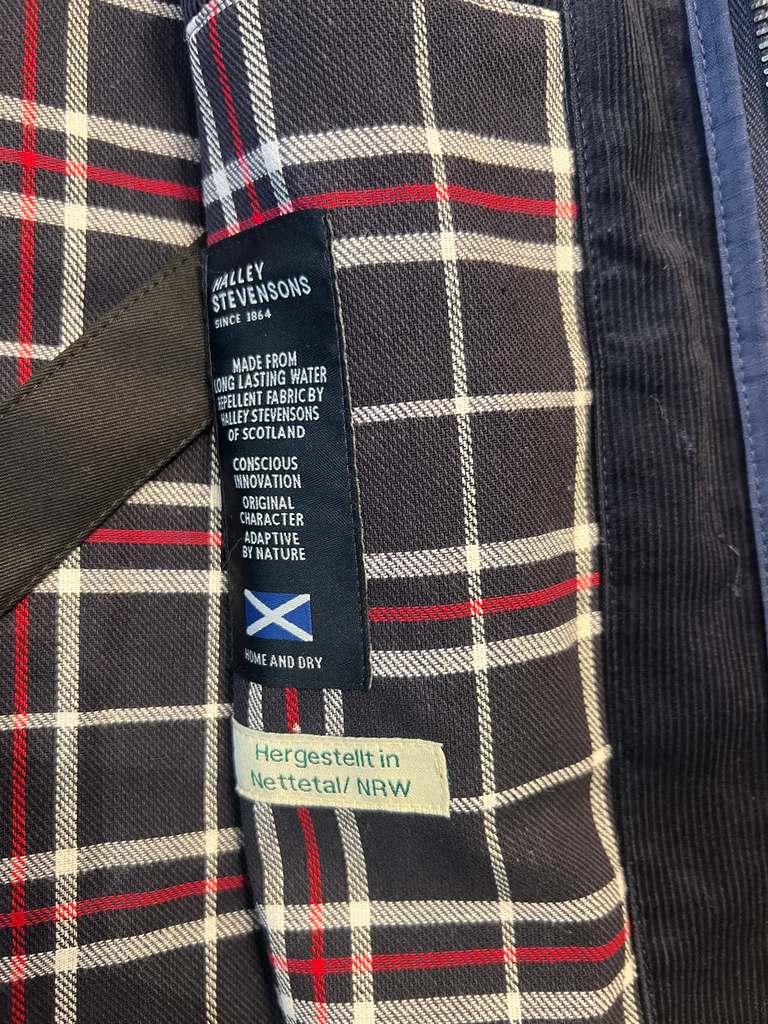 HALLEY
STEVENSONS
SINCE 1864
MADE FROM
LONG LASTING WATER
REPELLENT FABRIC BY
HALLEY STEVENSONS
OF SCOTLAND
CONSCIOUS
INNOVATION
ORIGINAL
CHARACTER
ADAPTIVE
BY NATURE
HOME AND DRY
Hergestellt in
Nettetal/ NRW